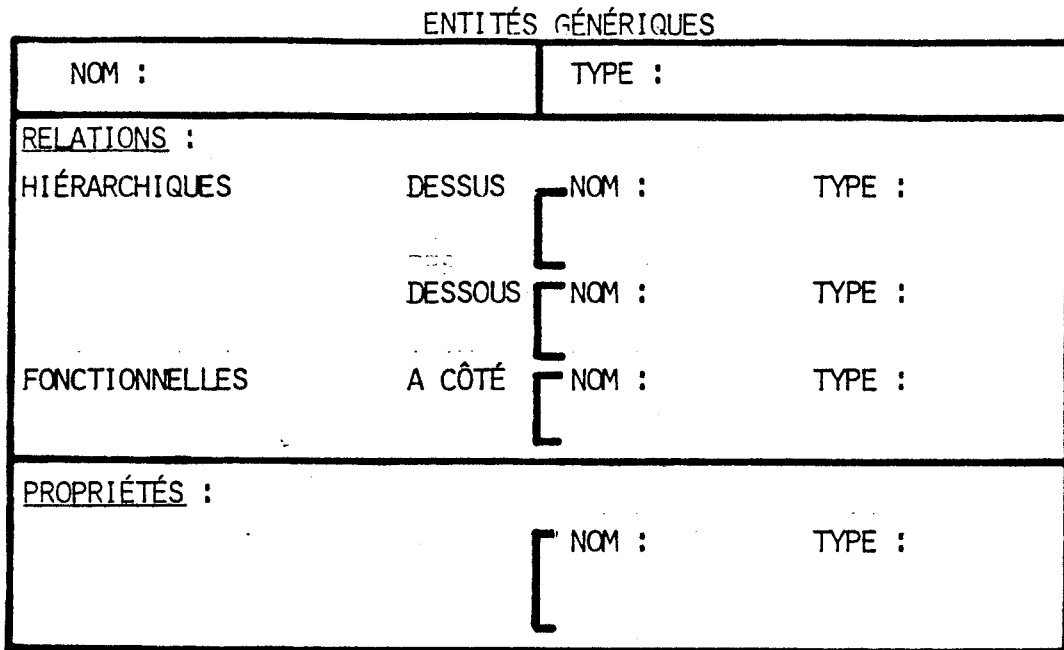 ENTITÉS GÉNÉRIQUES
NOM : TYPE :
RELATIONS :
HIÉRARCHIQUES DESSUS NOM : TYPE :
DESSOUS NOM : TYPE :
FONCTIONNELLES A CÔTÉ NOM : TYPE :
PROPRIÉTÉS :
NOM : TYPE :